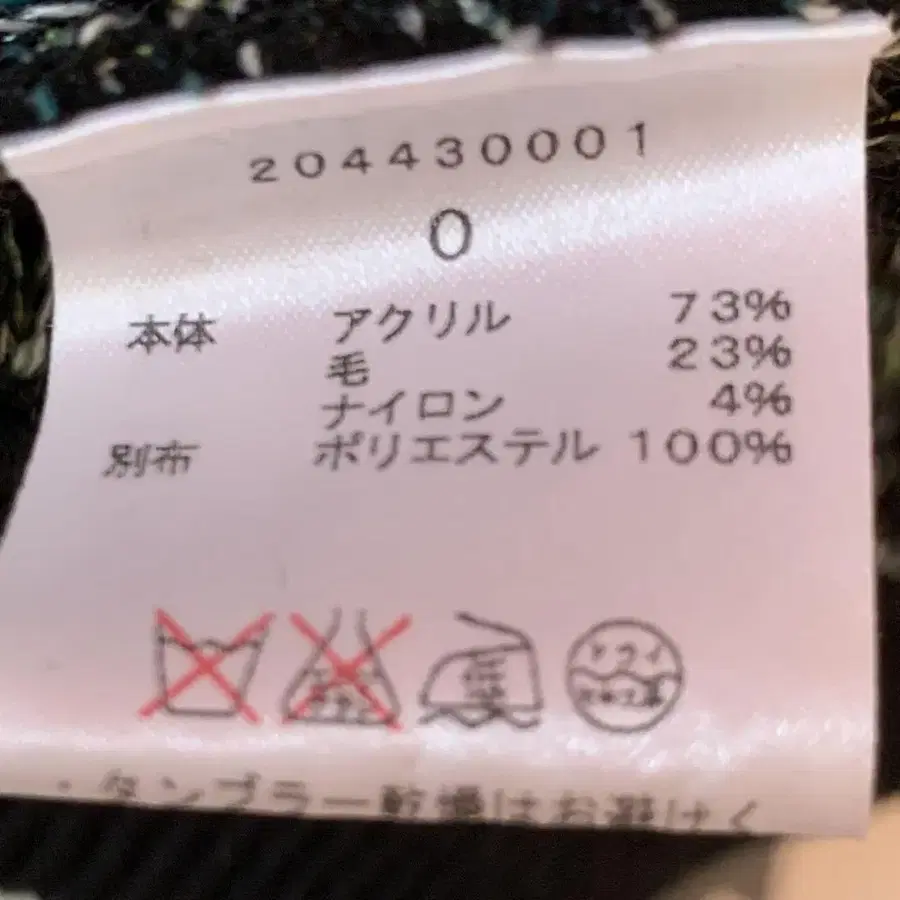 204430001
0
本体 アクリル 73%
毛 23%
ナイロン 4%
別布 ポリエステル 100%
低
ドライ
・タンブラー乾燥はお避けく